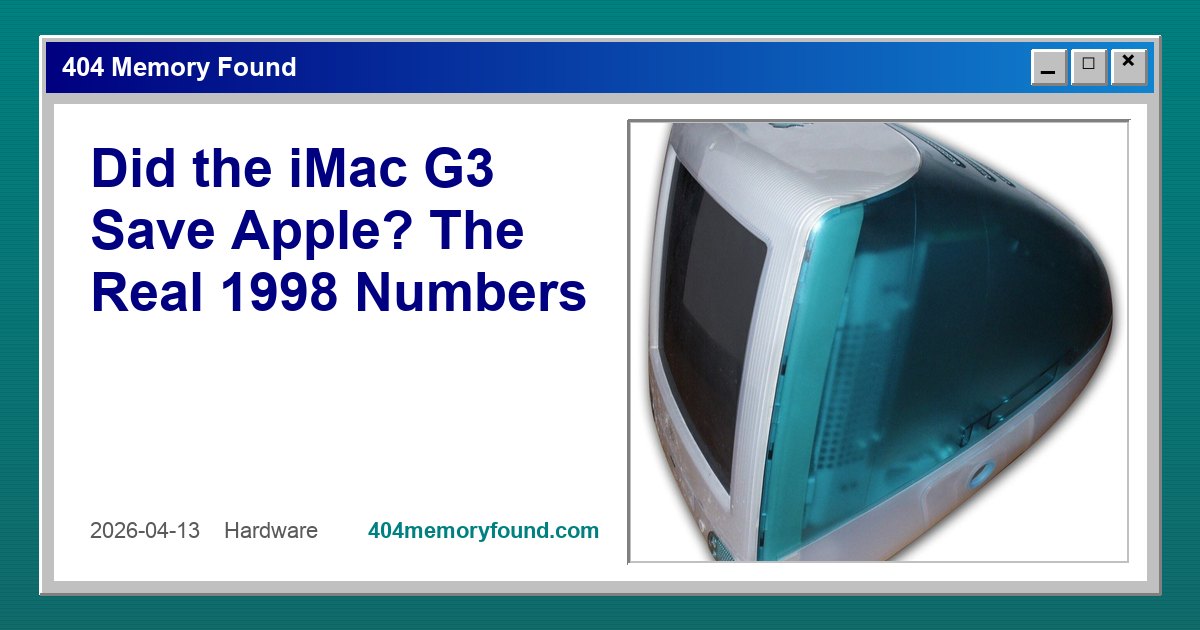 404 Memory Found
Did the iMac G3
Save Apple? The
Real 1998 Numbers
2026-04-13 Hardware 404memoryfound.com